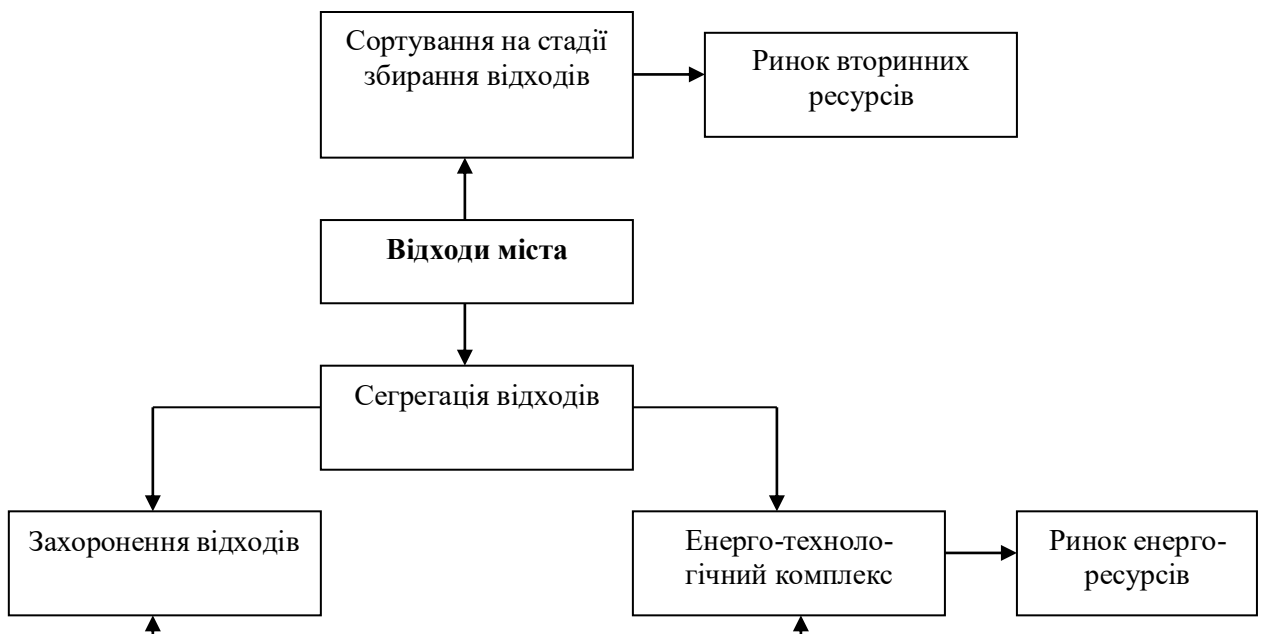 Сортування на стадії
збирання відходів
Ринок вторинних
ресурсів
Відходи міста
Сегрегація відходів
Захоронення відходів
Енерго-техноло-
гічний комплекс
Ринок енерго-
ресурсів